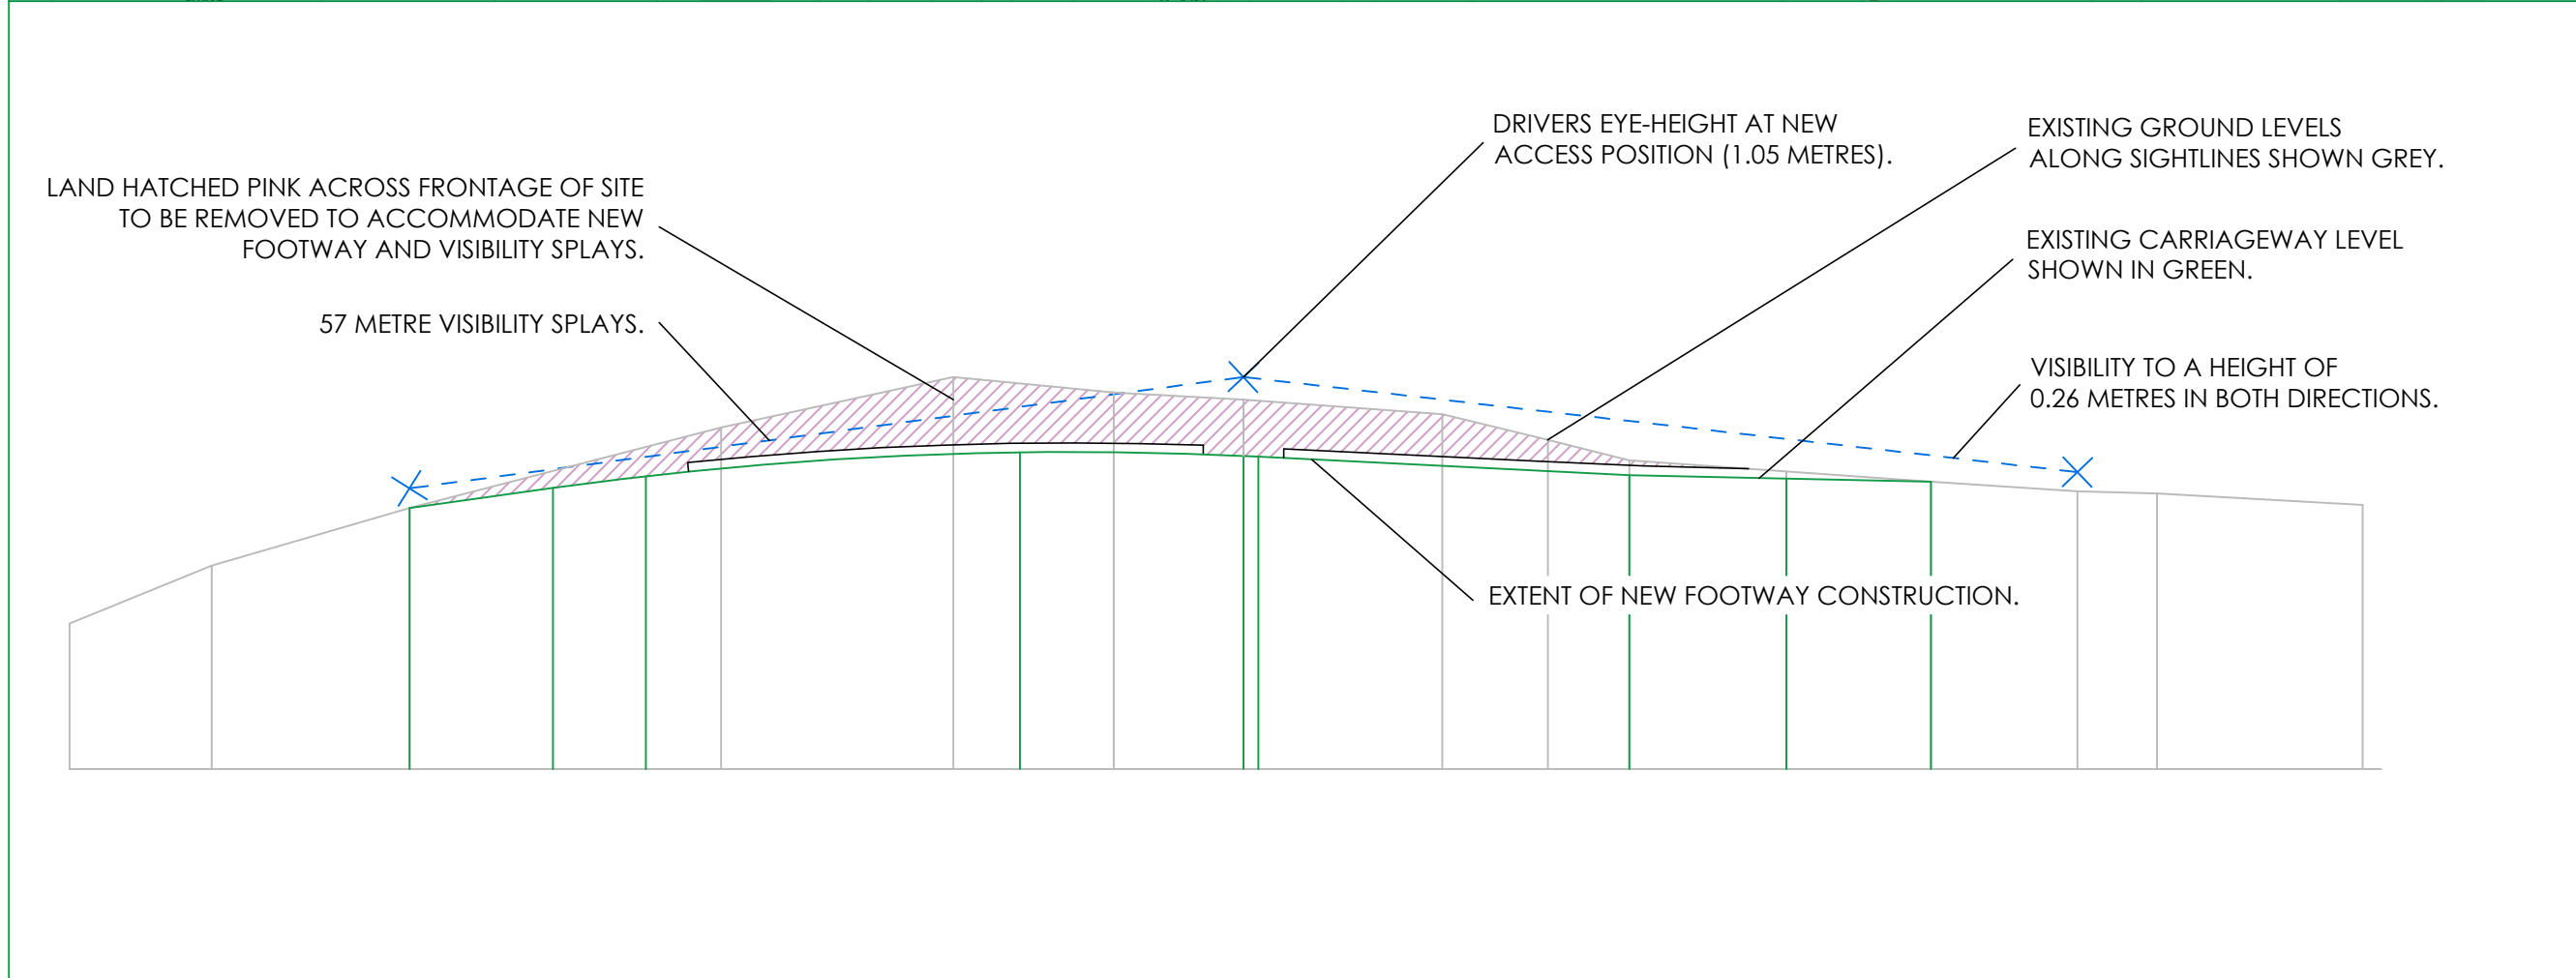 DRIVERS EYE-HEIGHT AT NEW
ACCESS POSITION (1.05 METRES).
EXISTING GROUND LEVELS
ALONG SIGHTLINES SHOWN GREY.
LAND HATCHED PINK ACROSS FRONTAGE OF SITE
TO BE REMOVED TO ACCOMMODATE NEW
FOOTWAY AND VISIBILITY SPLAYS.
EXISTING CARRIAGEWAY LEVEL
SHOWN IN GREEN.
57 METRE VISIBILITY SPLAYS.
VISIBILITY TO A HEIGHT OF
0.26 METRES IN BOTH DIRECTIONS.
EXTENT OF NEW FOOTWAY CONSTRUCTION.